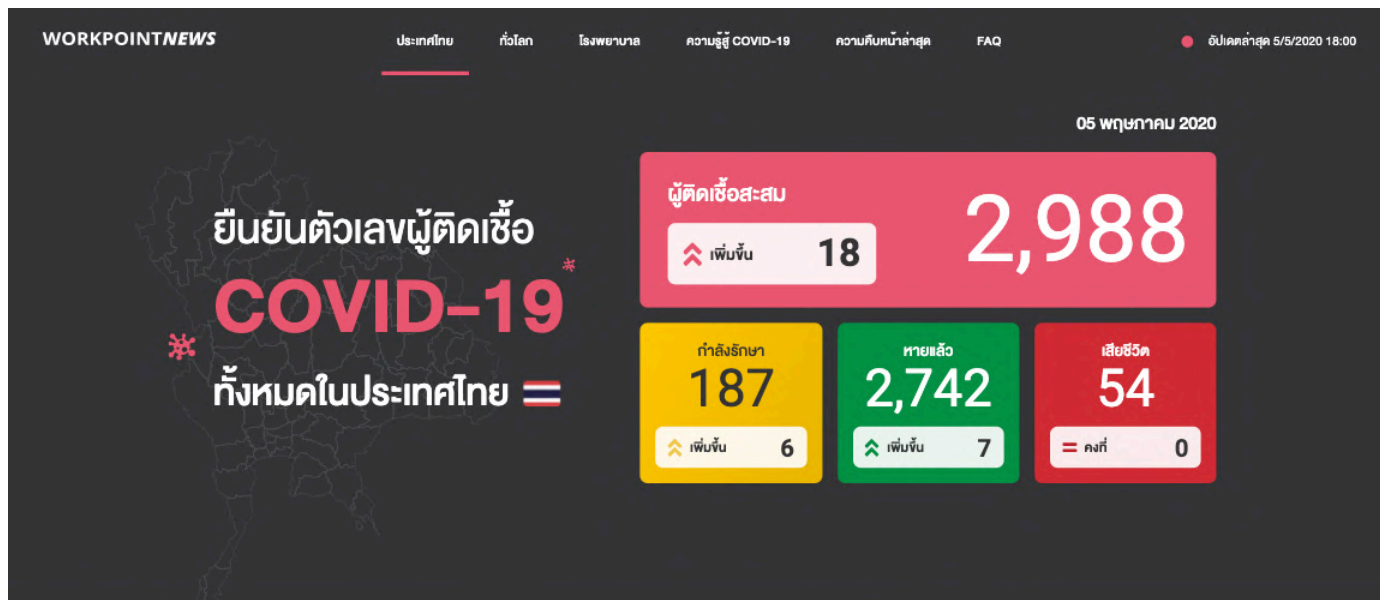 WORKPOINTNEWS
ประเทศไทย
ทั่วโลก
โรงพยาบาล
ความรู้สู้ COVID-19
ความคืบหน้าล่าสุด
FAQ
อัปเดตล่าสุด 5/5/2020 18:00
05 พฤษภาคม 2020
ยืนยันตัวเลขผู้ติดเชื้อ
COVID-19
ทั้งหมดในประเทศไทย
ผู้ติดเชื้อสะสม
2,988
เพิ่มขึ้น 18
กำลังรักษา
187
เพิ่มขึ้น 6
หายแล้ว
2,742
เพิ่มขึ้น 7
เสียชีวิต
54
คงที่ 0